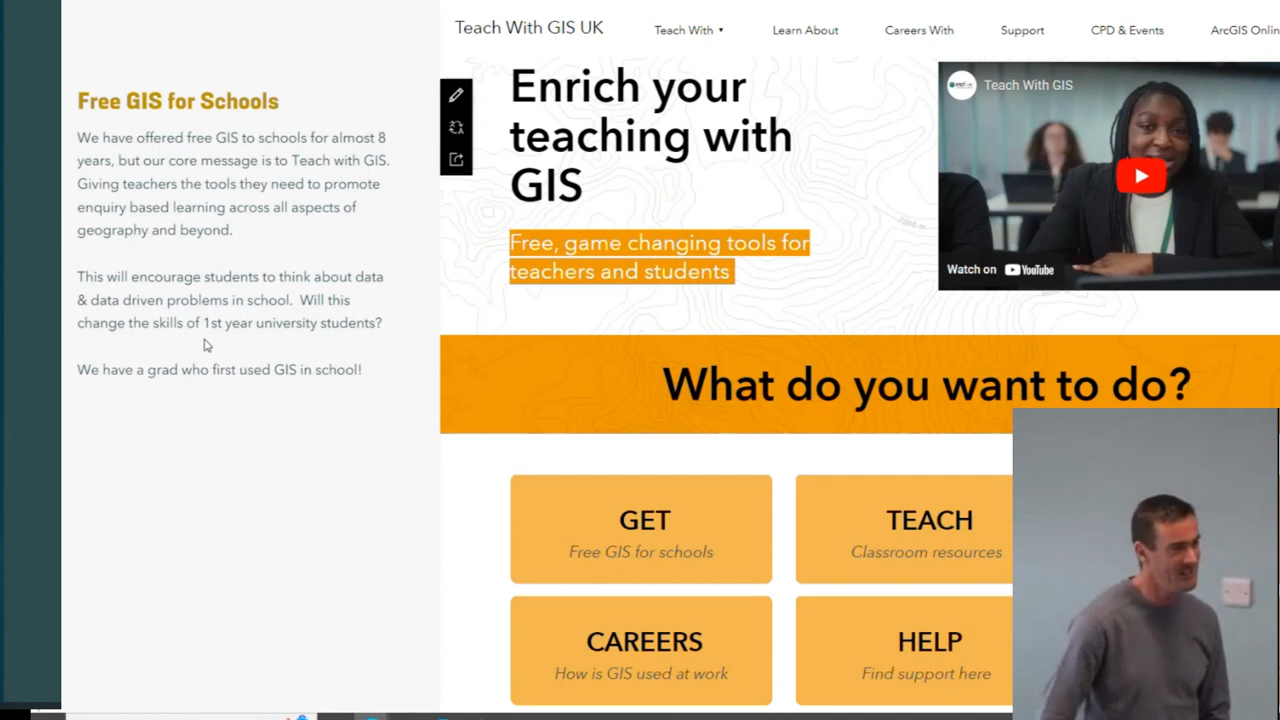 Free GIS for Schools
We have offered free GIS to schools for almost 8
years, but our core message is to Teach with GIS.
Giving teachers the tools they need to promote
enquiry based learning across all aspects of
geography and beyond.
This will encourage students to think about data
& data driven problems in school. Will this
change the skills of 1st year university students?
We have a grad who first used GIS in school!
Teach With GIS UK
Teach With
Learn About
Careers With
Support
CPD & Events
ArcGIS Onlin
Enrich your
teaching with
GIS
Free, game changing tools for
teachers and students
Teach With GIS
Watch on YouTube
What do you want to do?
GET
Free GIS for schools
TEACH
Classroom resources
CAREERS
How is GIS used at work
HELP
Find support here